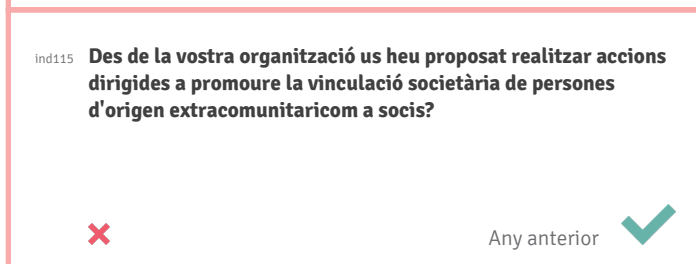 ind115 Des de la vostra organització us heu proposat realitzar accions
dirigides a promoure la vinculació societària de persones
d'origen extracomunitaricom a socis?
Any anterior